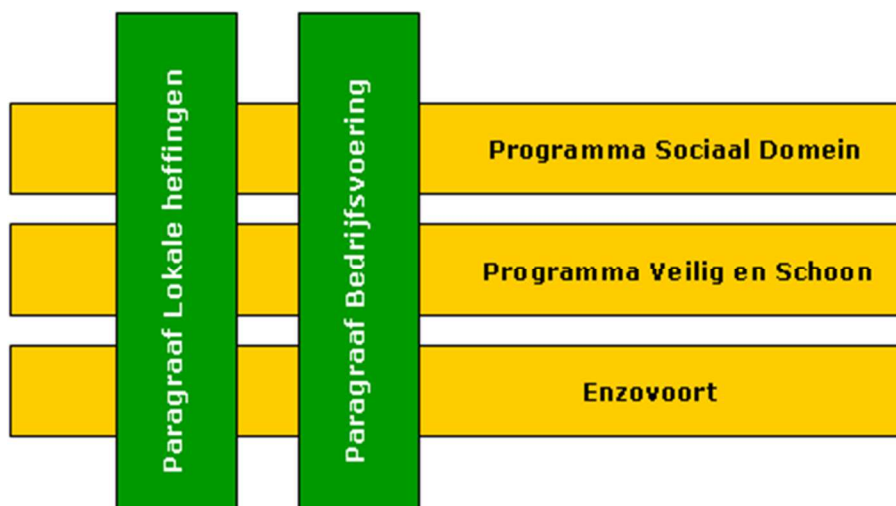 Paragraaf Lokale heffingen
Paragraaf Bedrijfsvoering
Programma Sociaal Domein
Programma Veilig en Schoon
Enzovoort